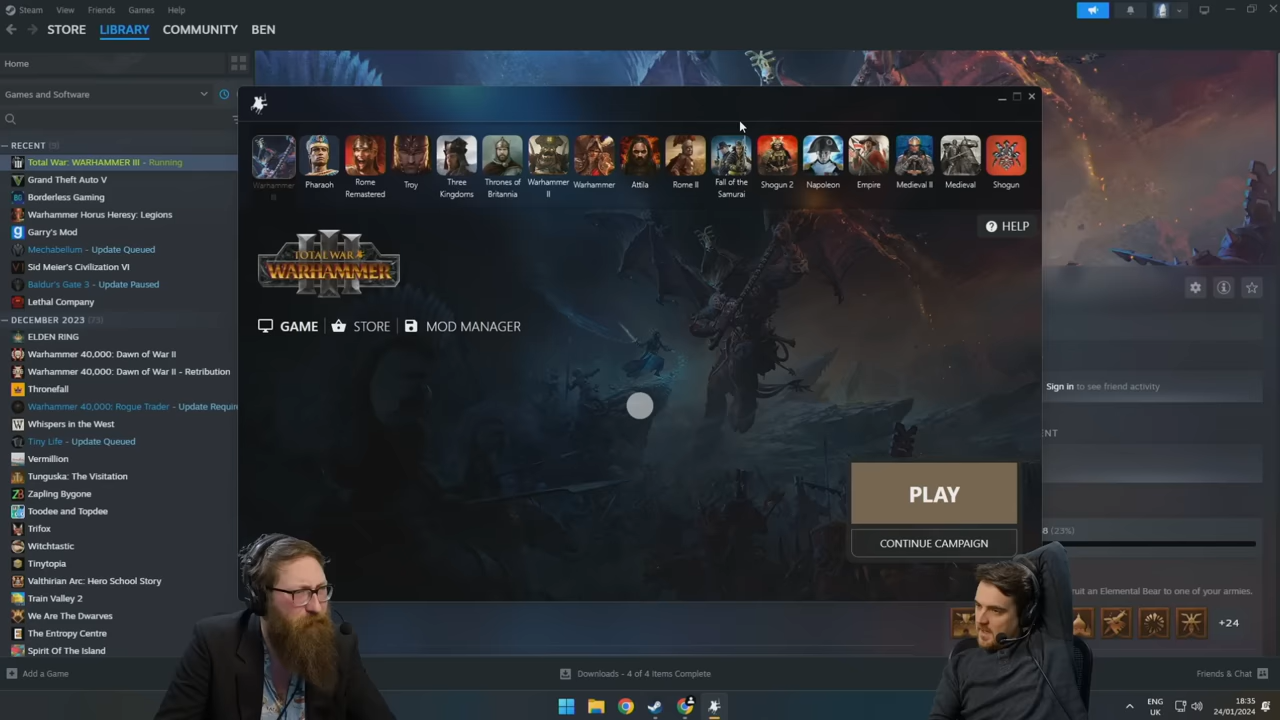 Steam View Friends Games Help
STORE LIBRARY COMMUNITY BEN
Home
Games and Software
RECENT
Total War: WARHAMMER III - Running
Grand Theft Auto V
Borderless Gaming
Warhammer Horus Heresy: Legions
Garry's Mod
Mechabellum - Update Queued
Sid Meier's Civilization VI
Baldur's Gate 3 - Update Paused
Lethal Company
DECEMBER 2023 (73)
ELDEN RING
Warhammer 40,000: Dawn of War II
Warhammer 40,000: Dawn of War II - Retribution
Thronefall
Warhammer 40,000: Rogue Trader - Update Requir
Whispers in the West
Tiny Life - Update Queued
Vermillion
Tunguska: The Visitation
Zapling Bygone
Toodee and Topdee
Trifox
Witchtastic
Tinytopia
Valthirian Arc: Hero School Story
Train Valley 2
We Are The Dwarves
The Entropy Centre
Spirit Of The Island
Add a Game
Warhammer III
Pharaoh
Rome Remastered
Troy
Three Kingdoms
Thrones of Britannia
Warhammer II
Warhammer
Attila
Rome II
Fall of the Samurai
Shogun 2
Napoleon
Empire
Medieval II
Medieval
Shogun
HELP
TOTAL WAR
WARHAMMER
III
GAME STORE MOD MANAGER
PLAY
CONTINUE CAMPAIGN
Sign in to see friend activity
ENT
8 (23%)
ruit an Elemental Bear to one of your armies.
+24
Downloads - 4 of 4 Items Complete
Friends & Chat
ENG
UK
18:35
24/01/2024